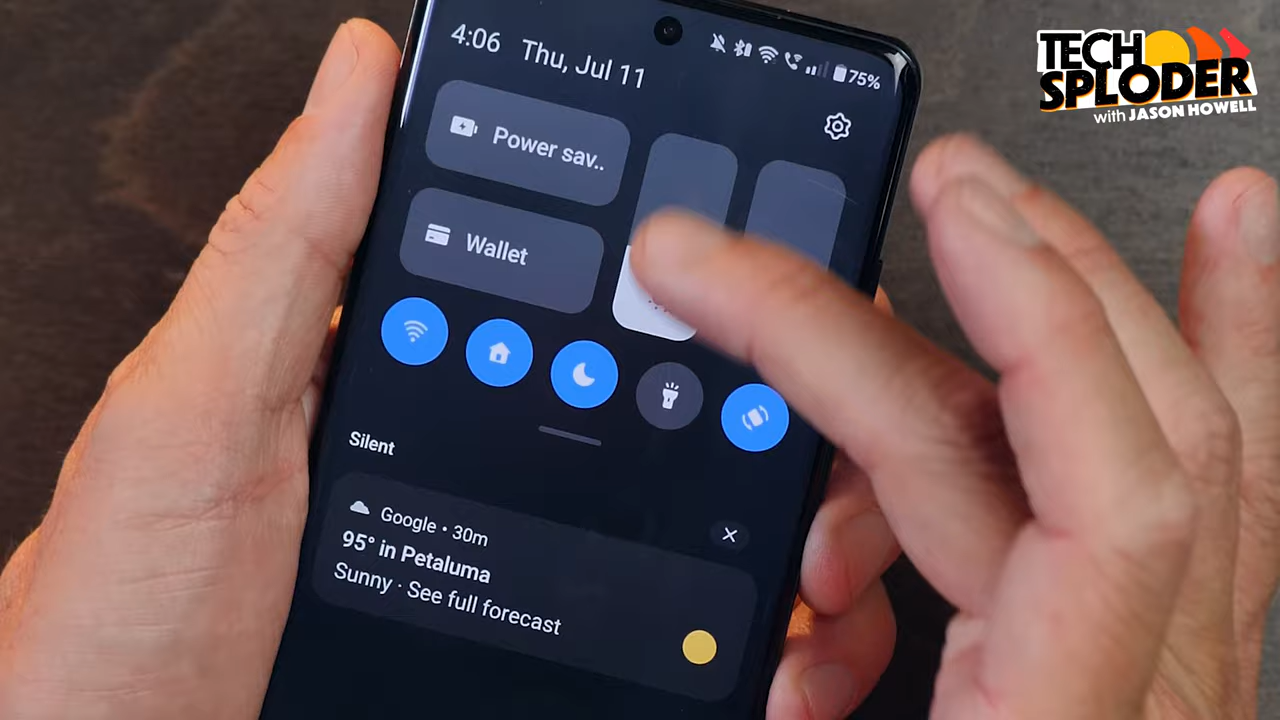 4:06 Thu, Jul 11
75%
Power sav..
Wallet
Silent
Google • 30m
95° in Petaluma
Sunny · See full forecast
TECH
SPLODER
with JASON HOWELL